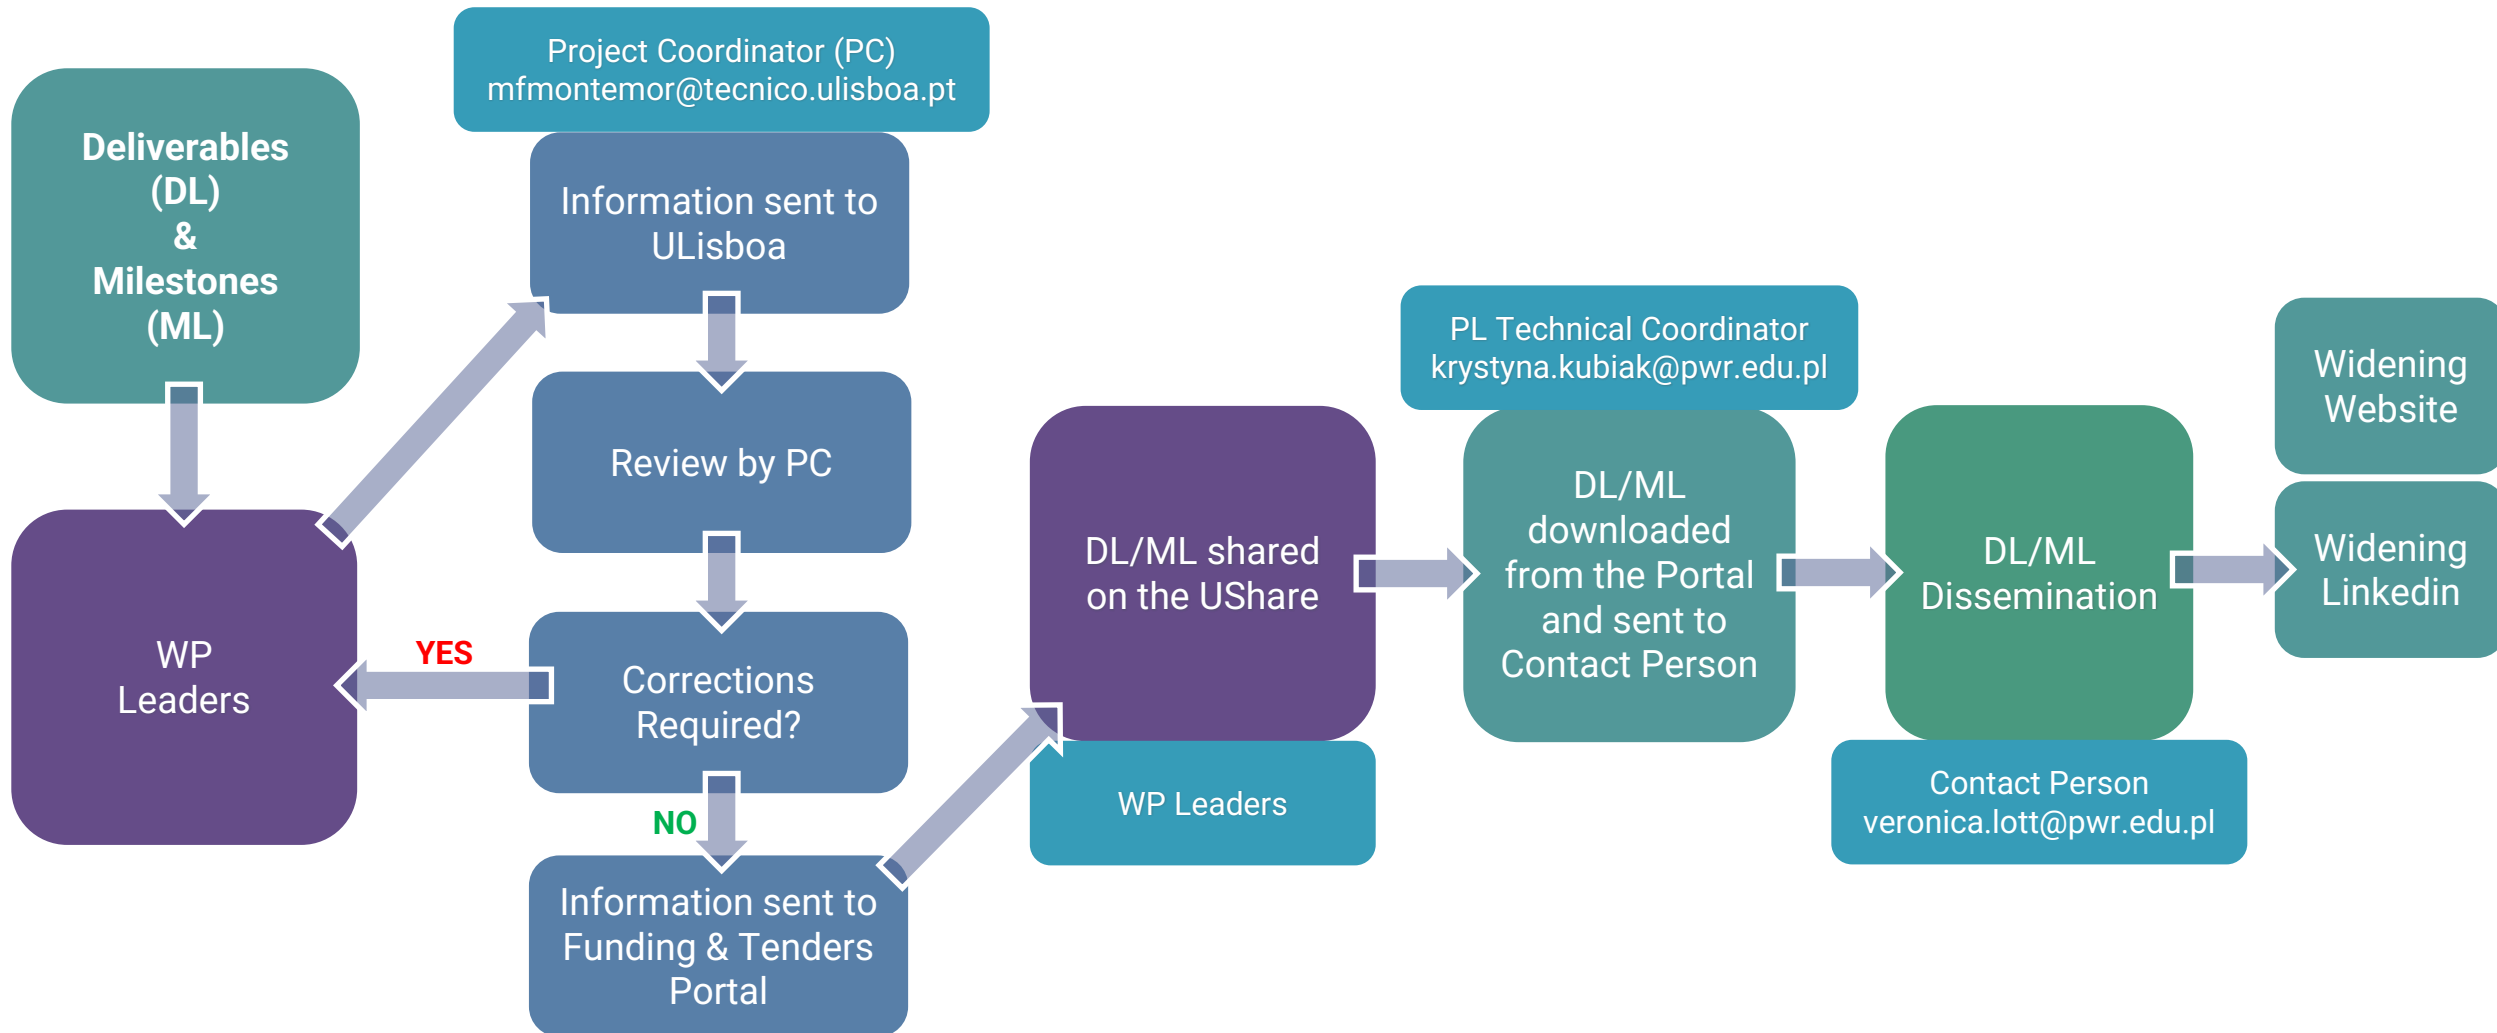 Project Coordinator (PC)
mfmontemor@tecnico.ulisboa.pt
Deliverables
(DL)
&
Milestones
(ML)
Information sent to
ULisboa
Review by PC
WP
Leaders
YES
Corrections
Required?
NO
Information sent to
Funding & Tenders
Portal
DL/ML shared
on the UShare
WP Leaders
PL Technical Coordinator
krystyna.kubiak@pwr.edu.pl
DL/ML
downloaded
from the Portal
and sent to
Contact Person
DL/ML
Dissemination
Contact Person
veronica.lott@pwr.edu.pl
Widening
Website
Widening
Linkedin